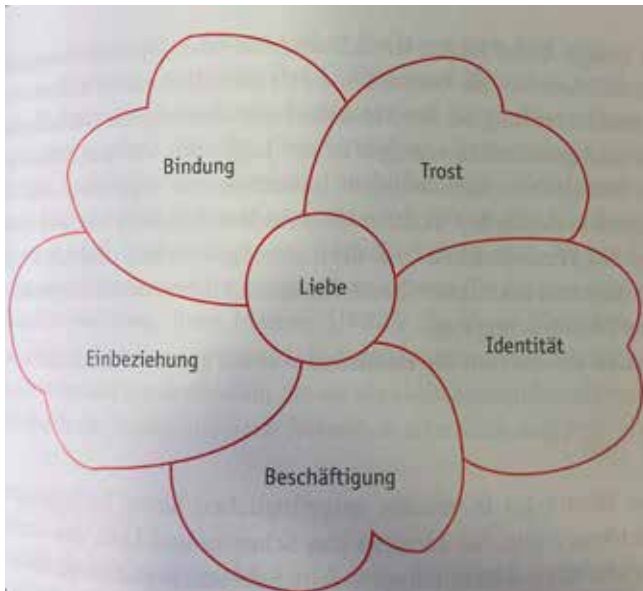 Bindung
Trost
Liebe
Einbeziehung
Identität
Beschäftigung